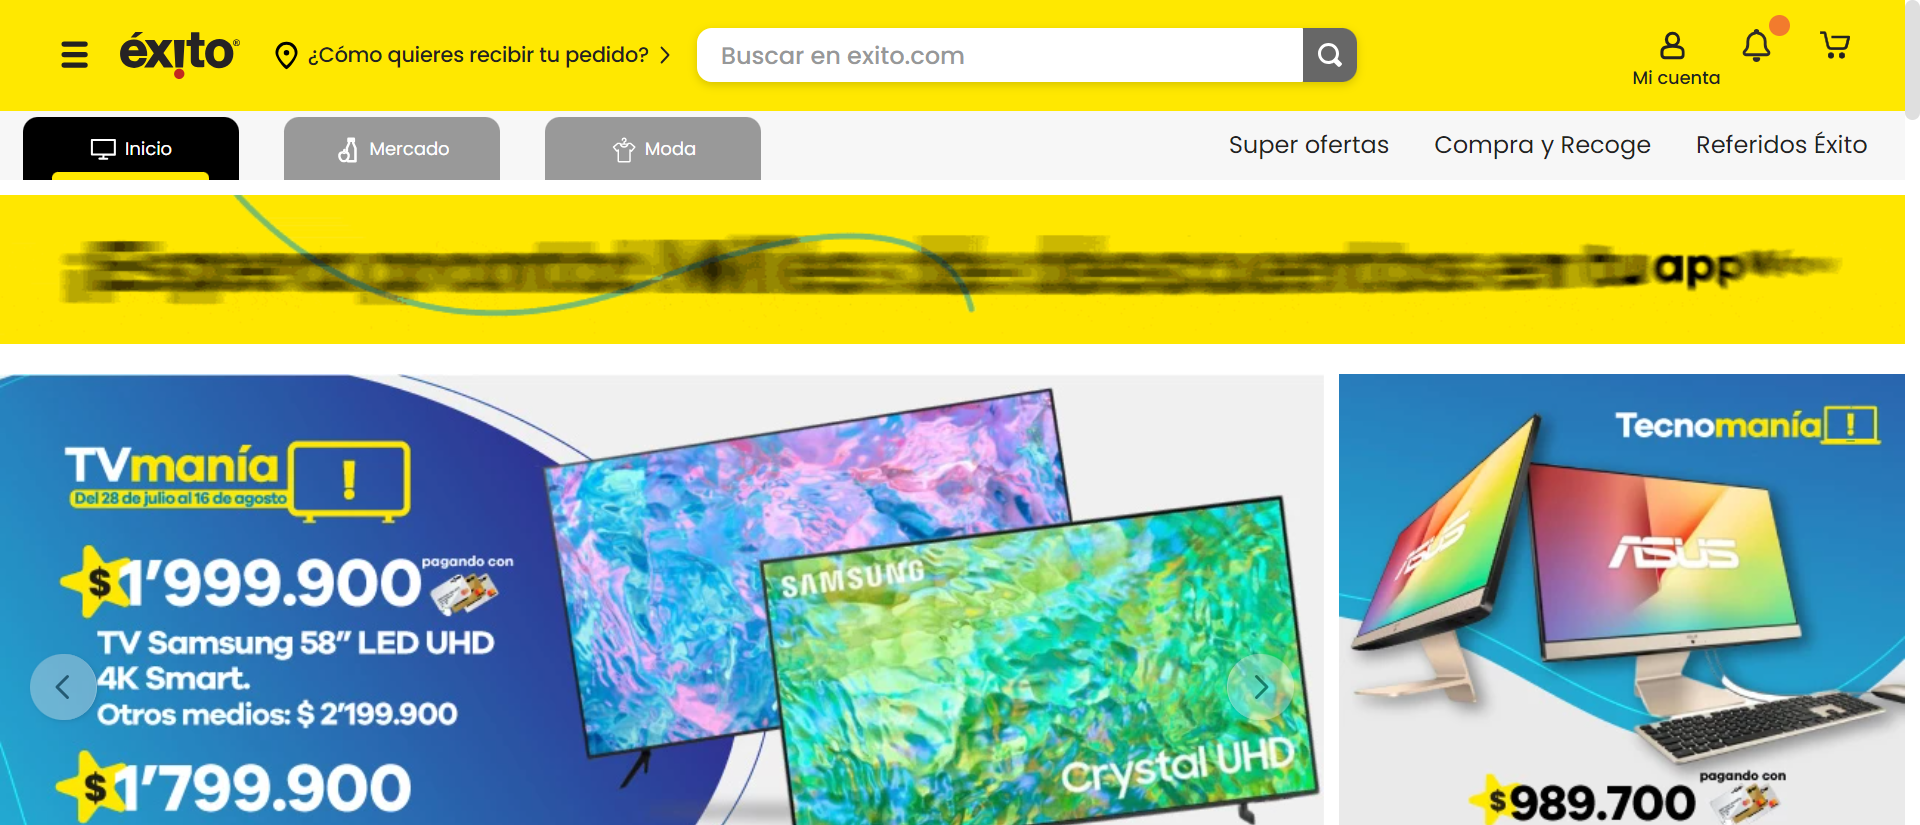 éxito®
¿Cómo quieres recibir tu pedido?
Buscar en exito.com
Mi cuenta
Inicio
Mercado
Moda
Super ofertas
Compra y Recoge
Referidos Éxito
app
TVmanía
Del 28 de julio al 16 de agosto
$1'999.900
pagando con
TV Samsung 58” LED UHD
4K Smart.
Otros medios: $ 2'199.900
$1'799.900
SAMSUNG
Crystal UHD
Tecnomanía!
ASUS
ASUS
pagando con
$989.700